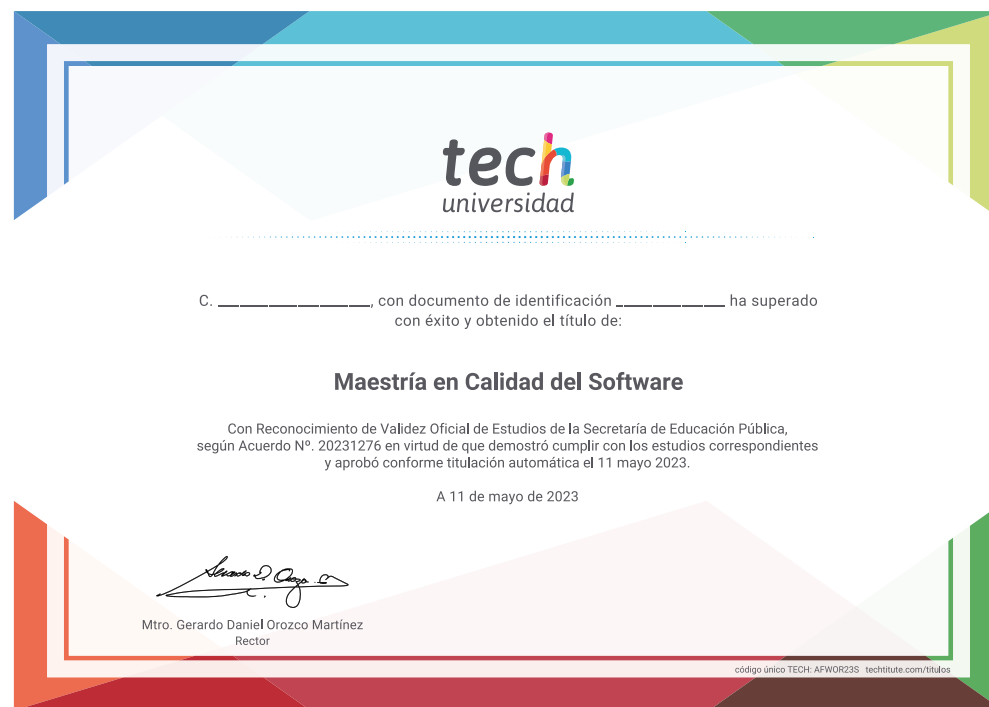 tech
universidad
C. ____________, con documento de identificación ____________ ha superado
con éxito y obtenido el título de:
Maestría en Calidad del Software
Con Reconocimiento de Validez Oficial de Estudios de la Secretaría de Educación Pública,
según Acuerdo Nº. 20231276 en virtud de que demostró cumplir con los estudios correspondientes
y aprobó conforme titulación automática el 11 mayo 2023.
A 11 de mayo de 2023
Mtro. Gerardo Daniel Orozco Martínez
Rector
código único TECH: AFWOR23S techtitute.com/titulos